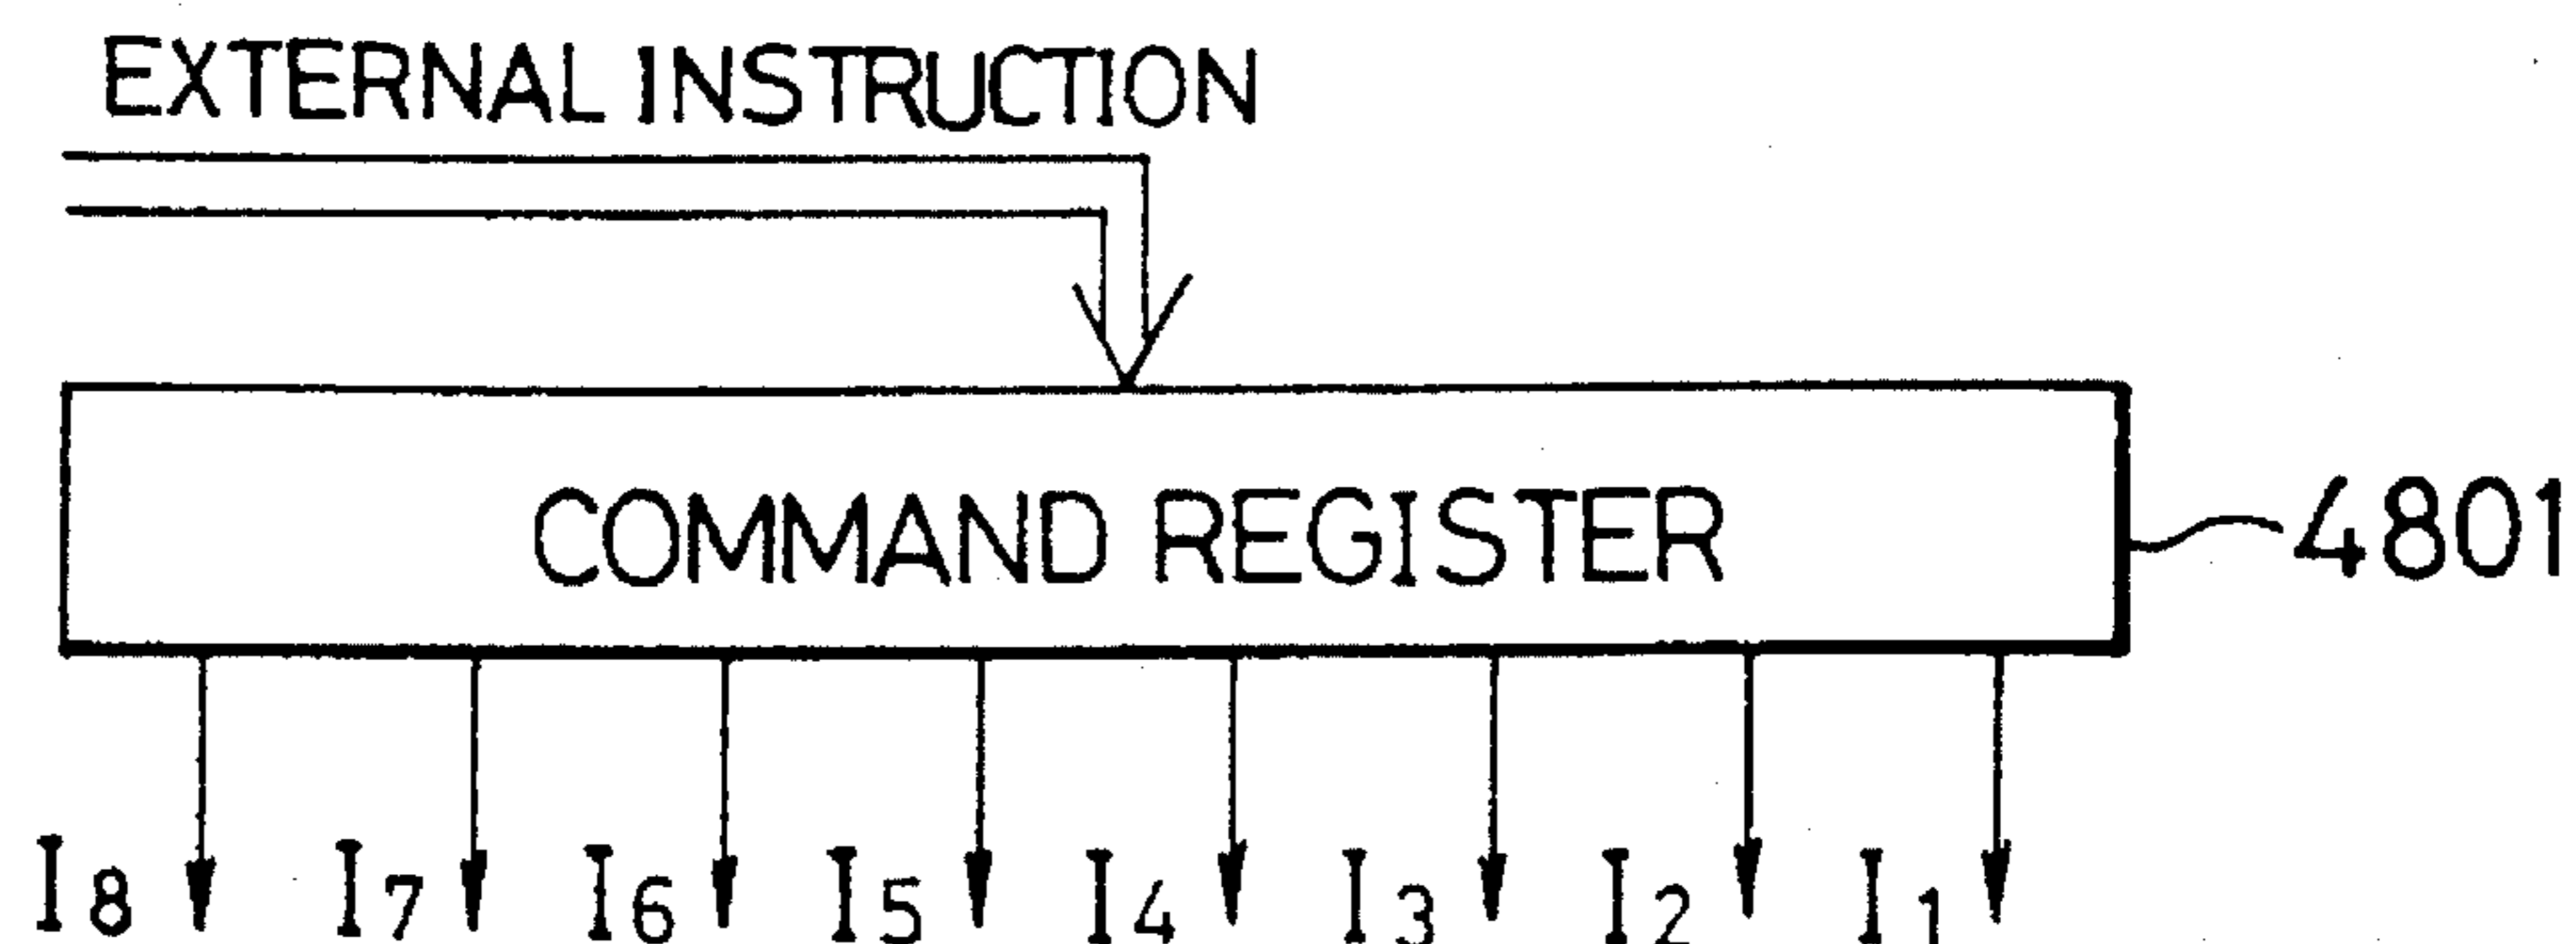 EXTERNAL INSTRUCTION
COMMAND REGISTER
4801
I8 I7 I6 I5 I4 I3 I2 I1